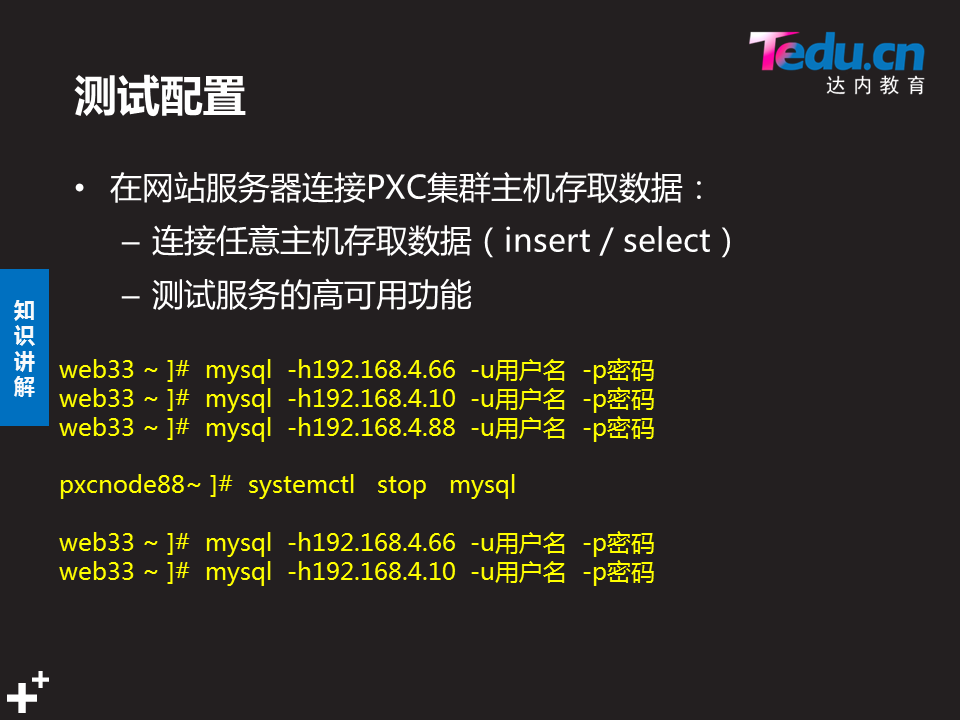 Tedu.cn
达内教育
测试配置
• 在网站服务器连接PXC集群主机存取数据：
– 连接任意主机存取数据（insert / select）
– 测试服务的高可用功能
知识讲解
web33 ~ ]# mysql -h192.168.4.66 -u用户名 -p密码
web33 ~ ]# mysql -h192.168.4.10 -u用户名 -p密码
web33 ~ ]# mysql -h192.168.4.88 -u用户名 -p密码
pxcnode88~ ]# systemctl stop mysql
web33 ~ ]# mysql -h192.168.4.66 -u用户名 -p密码
web33 ~ ]# mysql -h192.168.4.10 -u用户名 -p密码